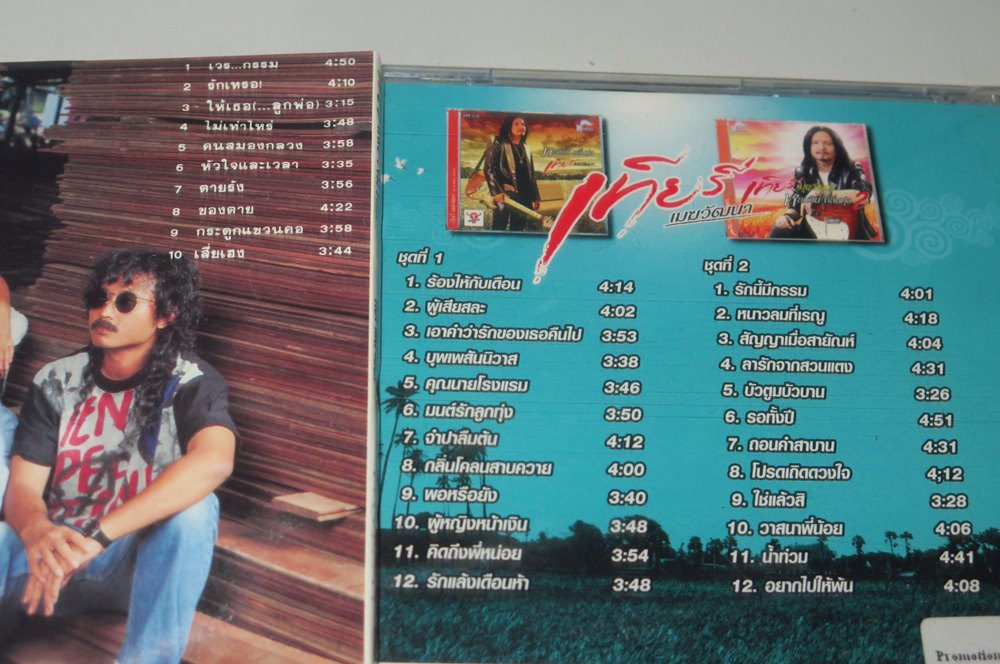 1 เวร...กรรม 4:50
2 รักเหรอ! 4:10
3 ให้เธอ(...ลูกพ่อ) 3:15
4 ไม่เท่าไหร่ 3:48
5 คนสมองกลวง 3:58
6 หัวใจและเวลา 3:35
7 ตายรัง 3:56
8 ของตาย 4:22
9 กระดูกแขวนคอ 3:58
10 เสี่ยเฮง 3:44
เทียรี่
เมฆวัฒนา
ชุดที่ 1
1. ร้องไห้กับเดือน 4:14
2. ผู้เสียสละ 4:02
3. เอาคำว่ารักของเธอคืนไป 3:53
4. บุพเพสันนิวาส 3:38
5. คุณนายโรงแรม 3:46
6. มนต์รักลูกทุ่ง 3:50
7. จำปาลืมต้น 4:12
8. กลิ่นโคลนสาบควาย 4:00
9. พอหรือยัง 3:40
10. ผู้หญิงหน้าเงิน 3:48
11. คิดถึงพี่หน่อย 3:54
12. รักแล้งเดือนห้า 3:48
ชุดที่ 2
1. รักนี้มีกรรม 4:01
2. หนาวลมที่เรณู 4:18
3. สัญญาเมื่อสายัณห์ 4:04
4. ลารักจากสวนแตง 4:31
5. บัวตูมบัวบาน 3:26
6. รอทั้งปี 4:51
7. ถอนคำสาบาน 4:31
8. โปรดเถิดดวงใจ 4;12
9. ใช่แล้วสิ 3:28
10. วาสนาพี่น้อย 4:06
11. น้ำท่วม 4:41
12. อยากไปให้พ้น 4:08
Promotion